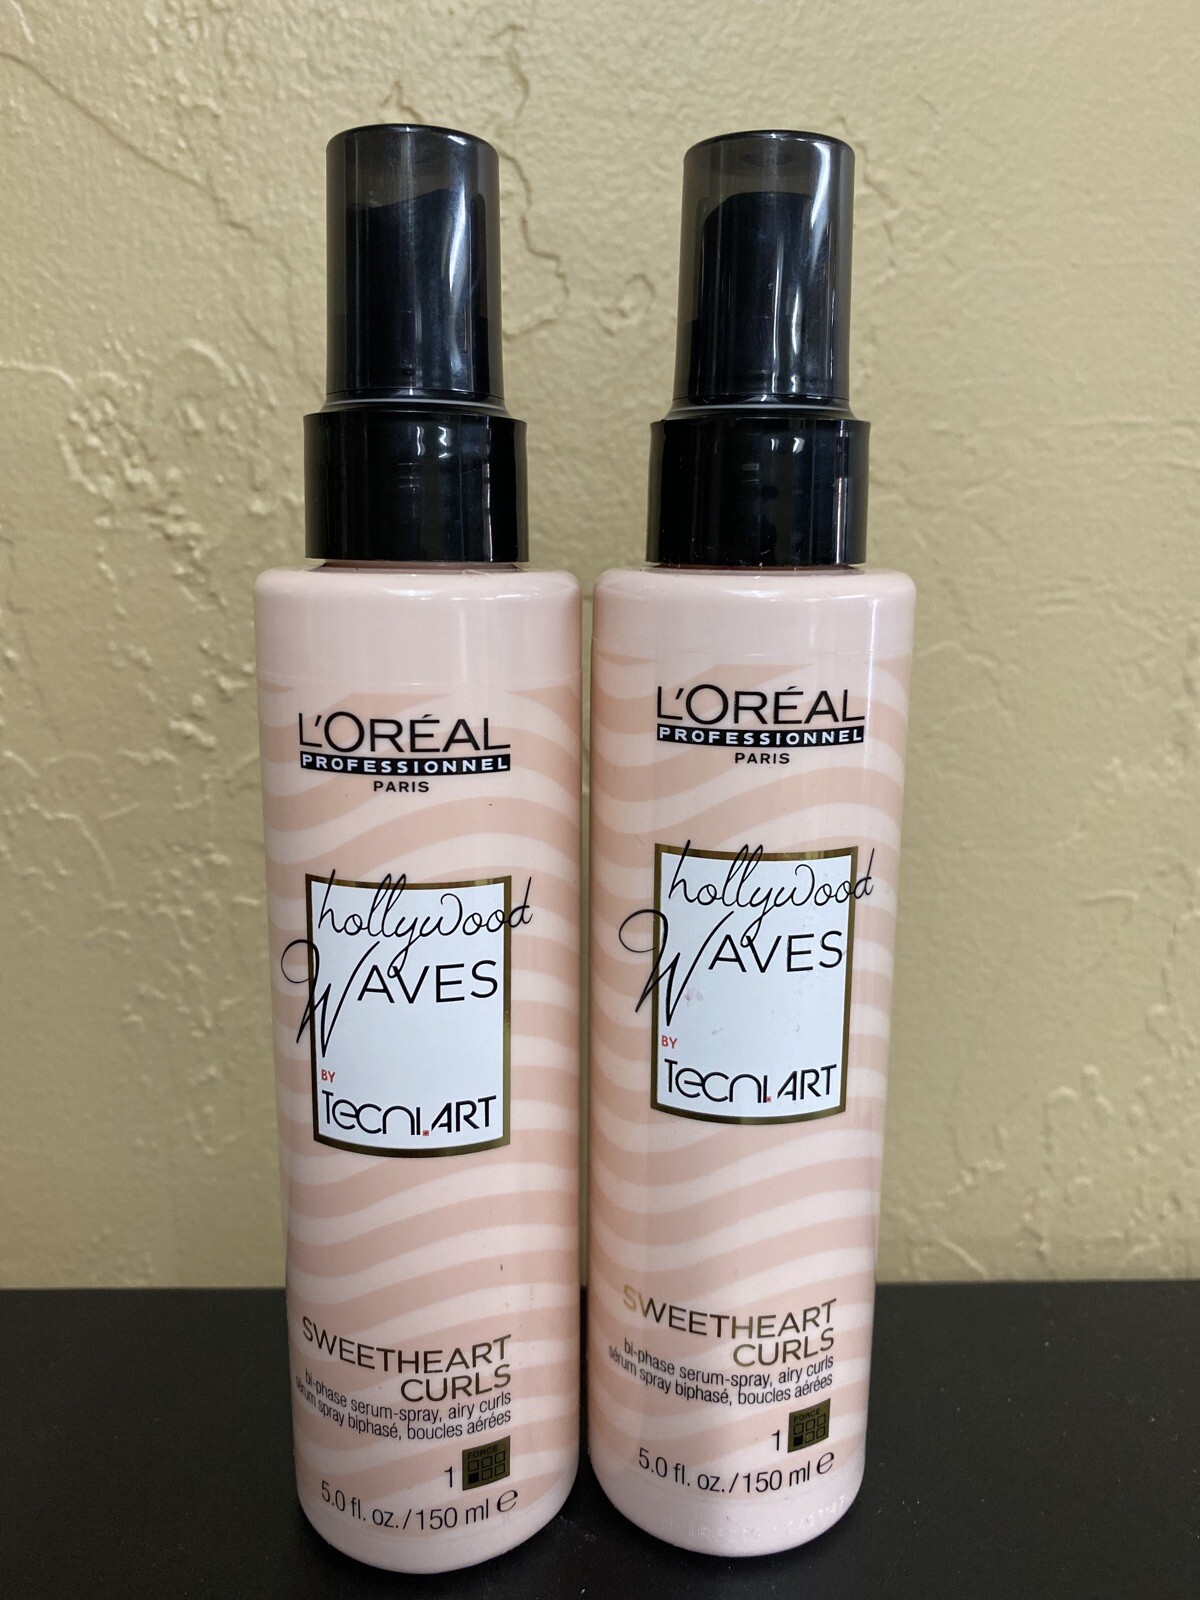 L'ORÉAL
PROFESSIONNEL
PARIS
hollywood
WAVES
BY
Tecni.ART
SWEETHEART
CURLS
bi-phase serum-spray, airy curls
sérum spray biphasé, boucles aérées
FORCE
1
5.0 fl. oz./150 ml e
L'ORÉAL
PROFESSIONNEL
PARIS
hollywood
WAVES
BY
Tecni.ART
SWEETHEART
CURLS
bi-phase serum-spray, airy curls
sérum spray biphasé, boucles aérées
FORCE
1
5.0 fl. oz./150 ml e